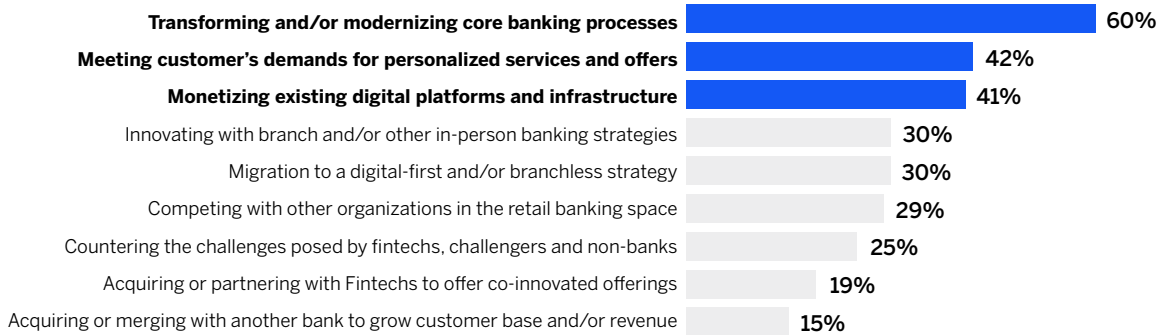 Transforming and/or modernizing core banking processes 60%
Meeting customer’s demands for personalized services and offers 42%
Monetizing existing digital platforms and infrastructure 41%
Innovating with branch and/or other in-person banking strategies 30%
Migration to a digital-first and/or branchless strategy 30%
Competing with other organizations in the retail banking space 29%
Countering the challenges posed by fintechs, challengers and non-banks 25%
Acquiring or partnering with Fintechs to offer co-innovated offerings 19%
Acquiring or merging with another bank to grow customer base and/or revenue 15%